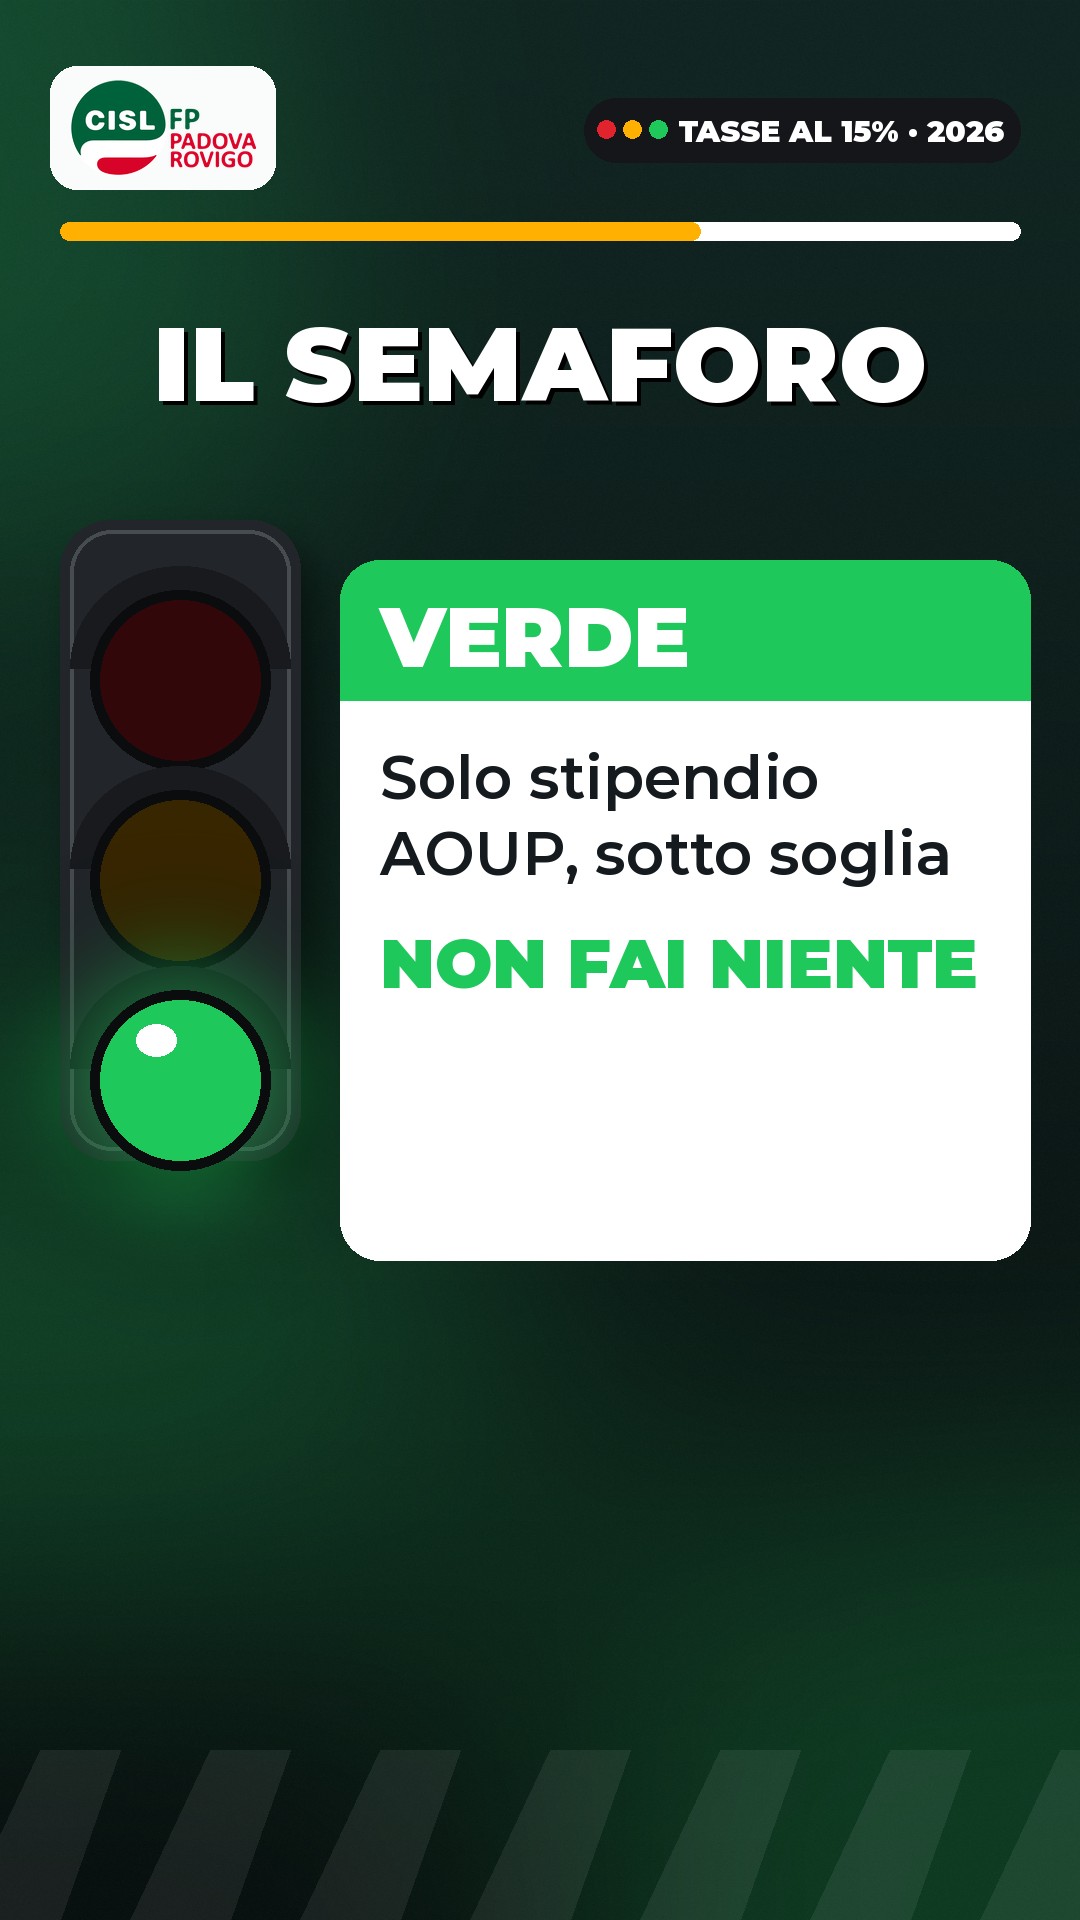 CISL FP
PADOVA
ROVIGO
TASSE AL 15% • 2026
IL SEMAFORO
VERDE
Solo stipendio
AOUP, sotto soglia
NON FAI NIENTE